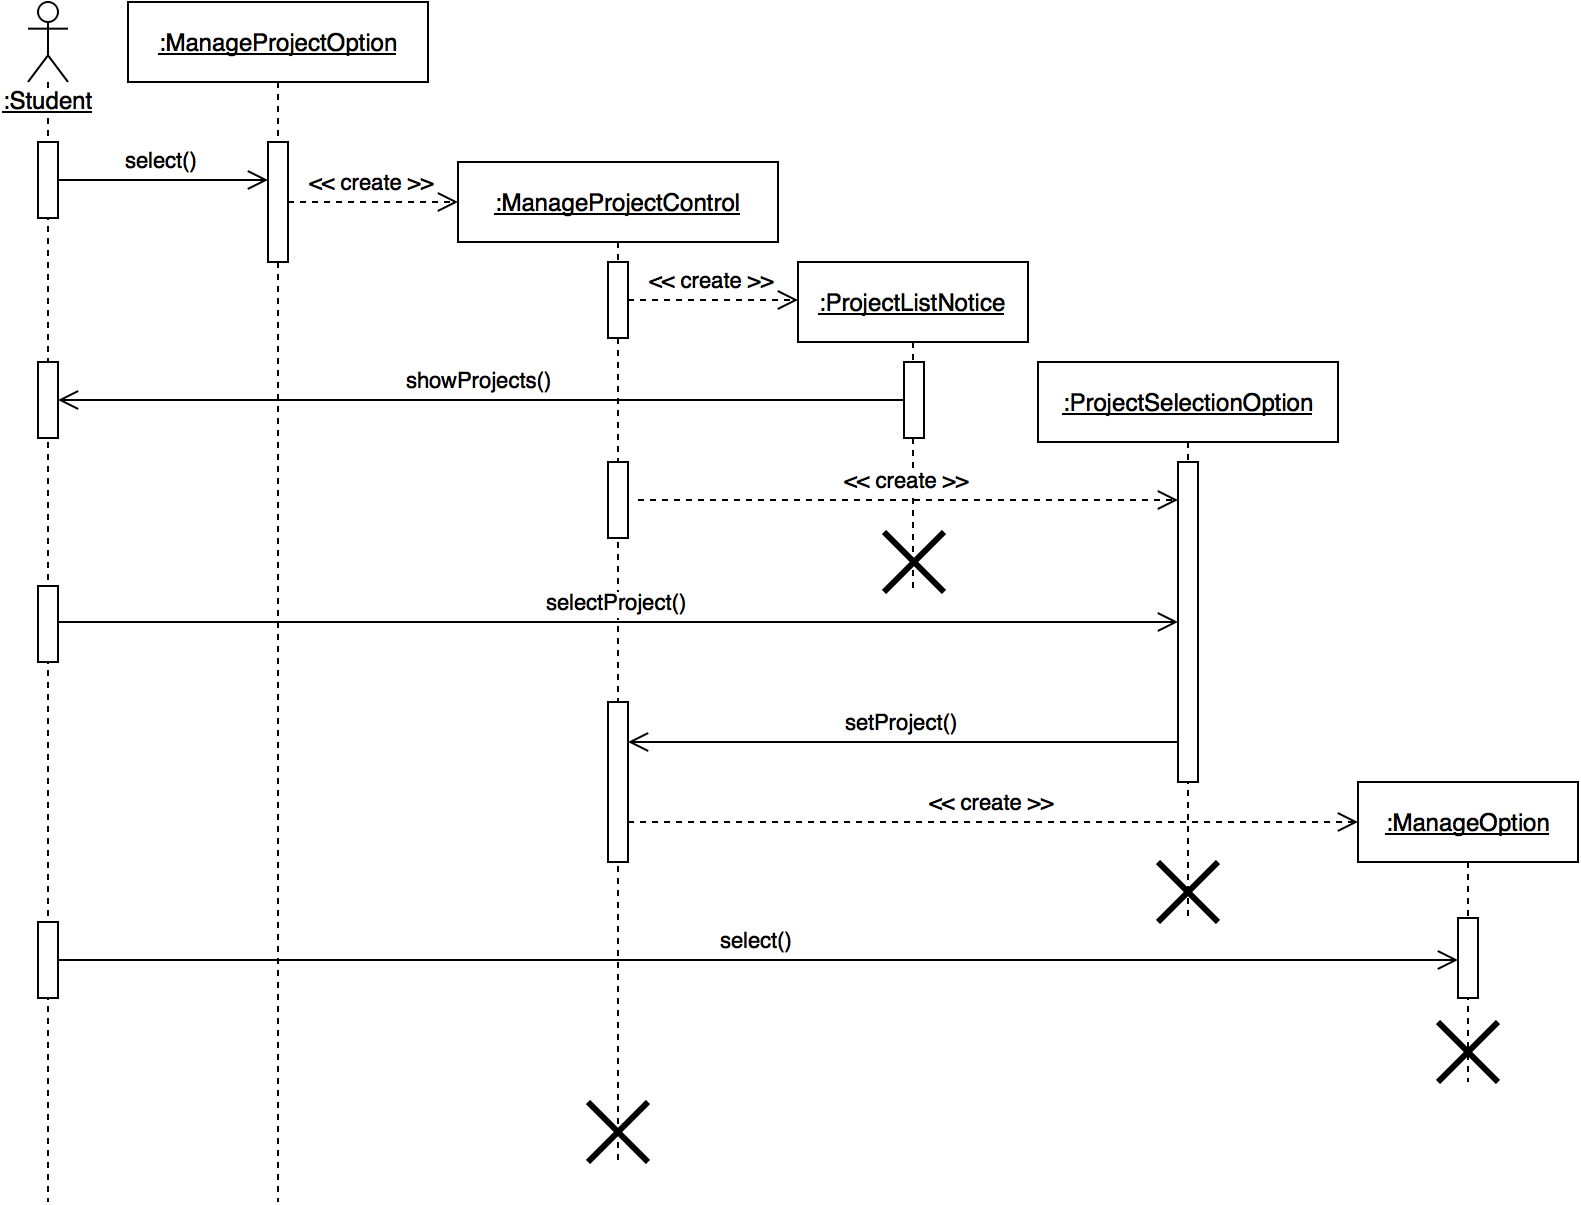 :ManageProjectOption
:Student
select()
<< create >>
:ManageProjectControl
<< create >>
:ProjectListNotice
showProjects()
:ProjectSelectionOption
<< create >>
selectProject()
setProject()
<< create >>
:ManageOption
select()